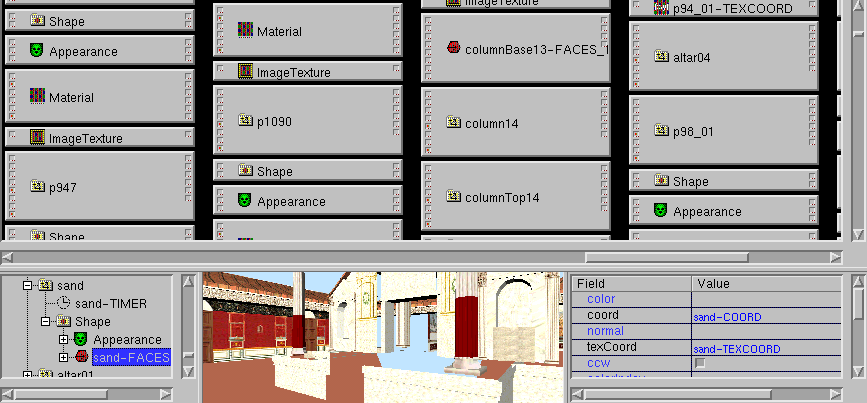 Shape
Appearance
Material
ImageTexture
p947
Shape
Material
ImageTexture
p1090
Shape
Appearance
ImageTexture
columnBase13-FACES_1
column14
columnTop14
p94_01-TEXCOORD
altar04
p98_01
Shape
Appearance
sand
sand-TIMER
Shape
Appearance
sand-FACES
altar01
Field Value
color
coord sand-COORD
normal
texCoord sand-TEXCOORD
ccw
colorIndex